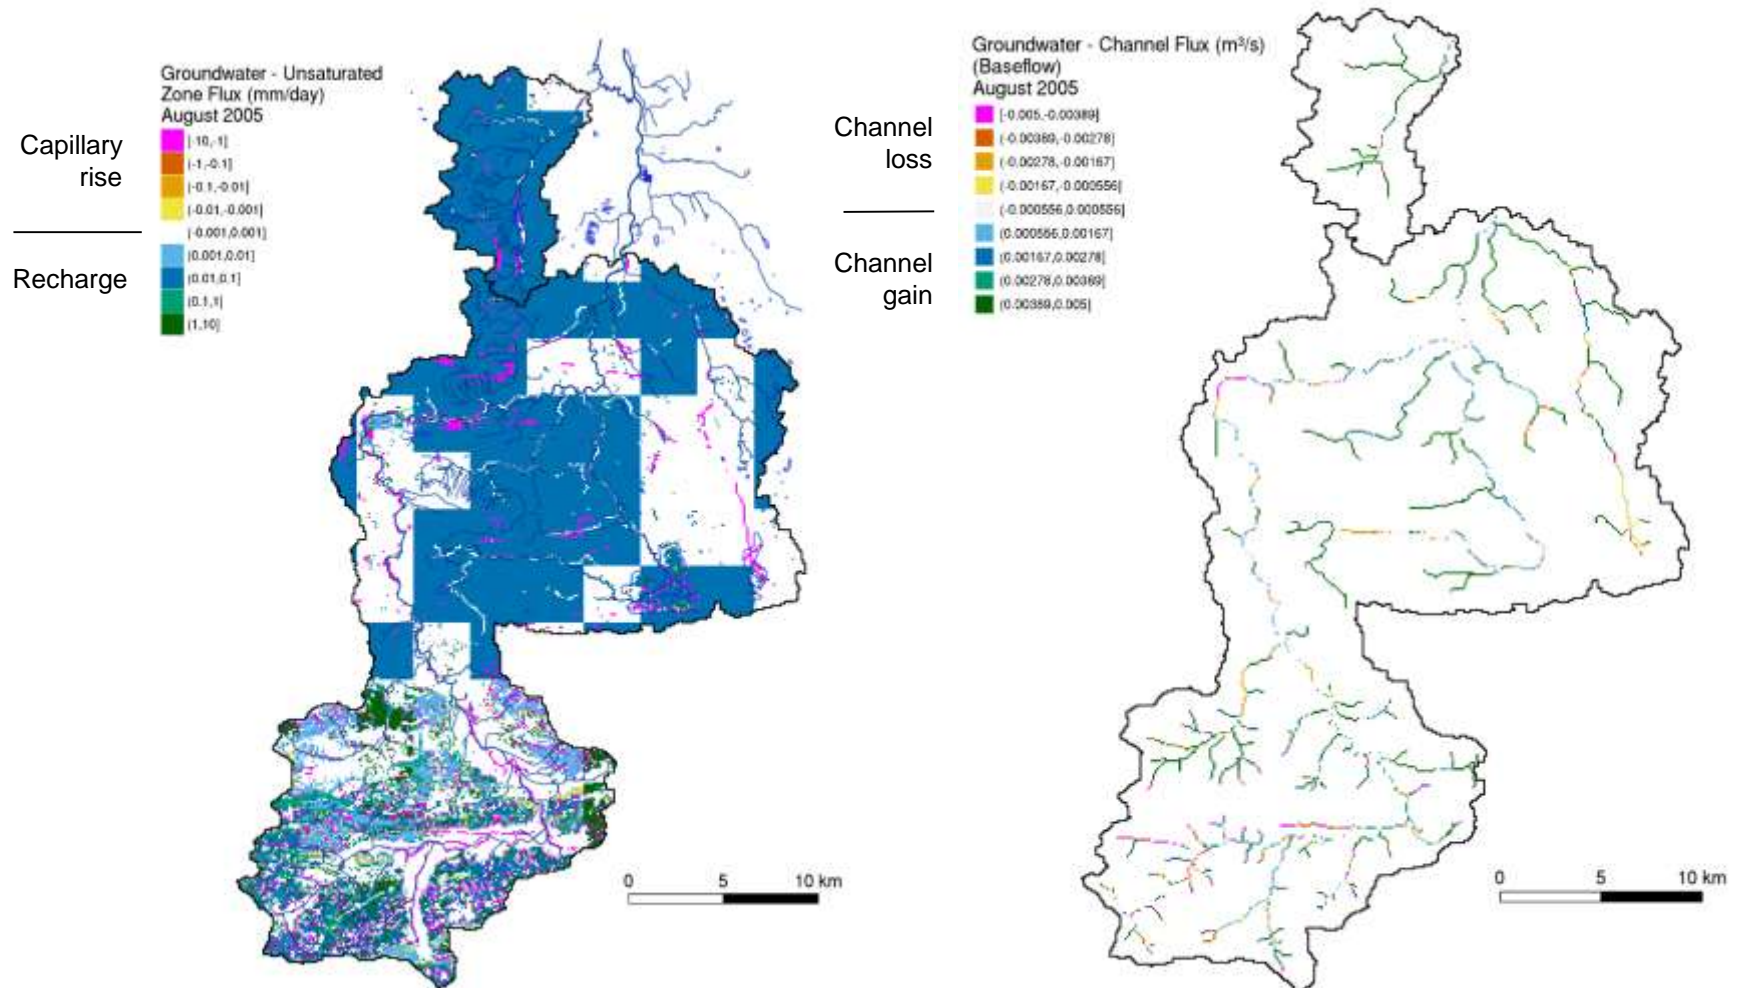 Groundwater - Unsaturated
Zone Flux (mm/day)
August 2005
Capillary
rise
Recharge
[-10,-1]
(-1,-0.1]
(-0.1,-0.01]
(-0.01,-0.001]
(-0.001,0.001]
(0.001,0.01]
(0.01,0.1]
(0.1,1]
(1,10]
0 5 10 km
Groundwater - Channel Flux (m³/s)
(Baseflow)
August 2005
Channel
loss
Channel
gain
[-0.005,-0.00389]
(-0.00389,-0.00278]
(-0.00278,-0.00167]
(-0.00167,-0.000556]
(-0.000556,0.000556]
(0.000556,0.00167]
(0.00167,0.00278]
(0.00278,0.00389]
(0.00389,0.005]
0 5 10 km